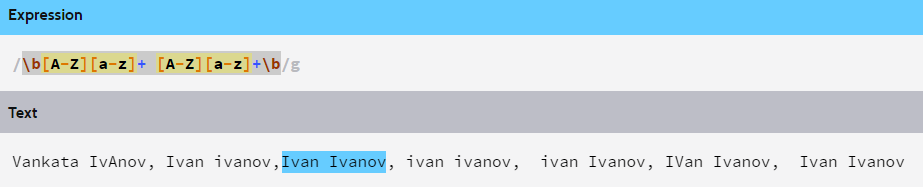 Expression
/\b[A-Z][a-z]+ [A-Z][a-z]+\b/g
Text
Vankata IvAnov, Ivan ivanov,Ivan Ivanov, ivan ivanov,  ivan Ivanov, IVan Ivanov,  Ivan Ivanov